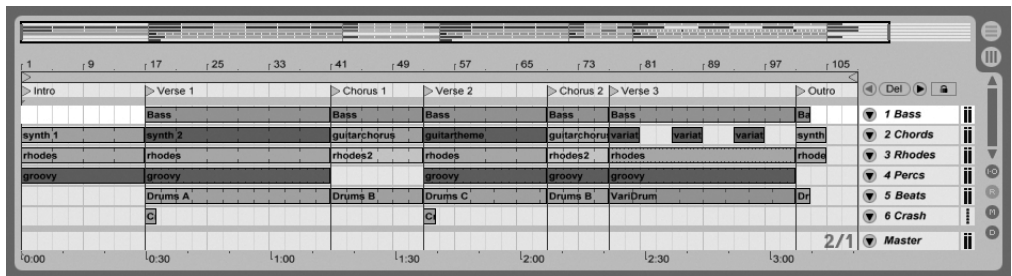 1 9 17 25 33 41 49 57 65 73 81 89 97 105
Intro Verse 1 Chorus 1 Verse 2 Chorus 2 Verse 3 Outro Del
Bass Bass Bass Bass Bass Ba 1 Bass
synth 1 synth 2 guitarchorus guitartheme guitarchorus variat variat variat synth 2 Chords
rhodes rhodes rhodes2 rhodes rhodes2 rhodes rhode 3 Rhodes
groovy groovy groovy groovy groovy 4 Percs
Drums A Drums B Drums C Drums B VariDrum Dr 5 Beats
C C 6 Crash
2/1 Master
0:00 0:30 1:00 1:30 2:00 2:30 3:00
I·O
R
M
D